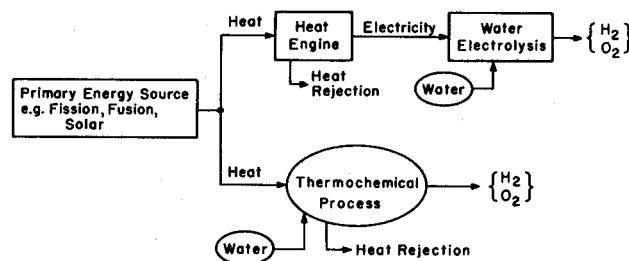 Heat
Heat
Engine
Electricity
Water
Electrolysis
{ H2
O2 }
Heat
Rejection
Water
Primary Energy Source
e.g. Fission, Fusion,
Solar
Heat
Thermochemical
Process
{ H2
O2 }
Water
Heat Rejection